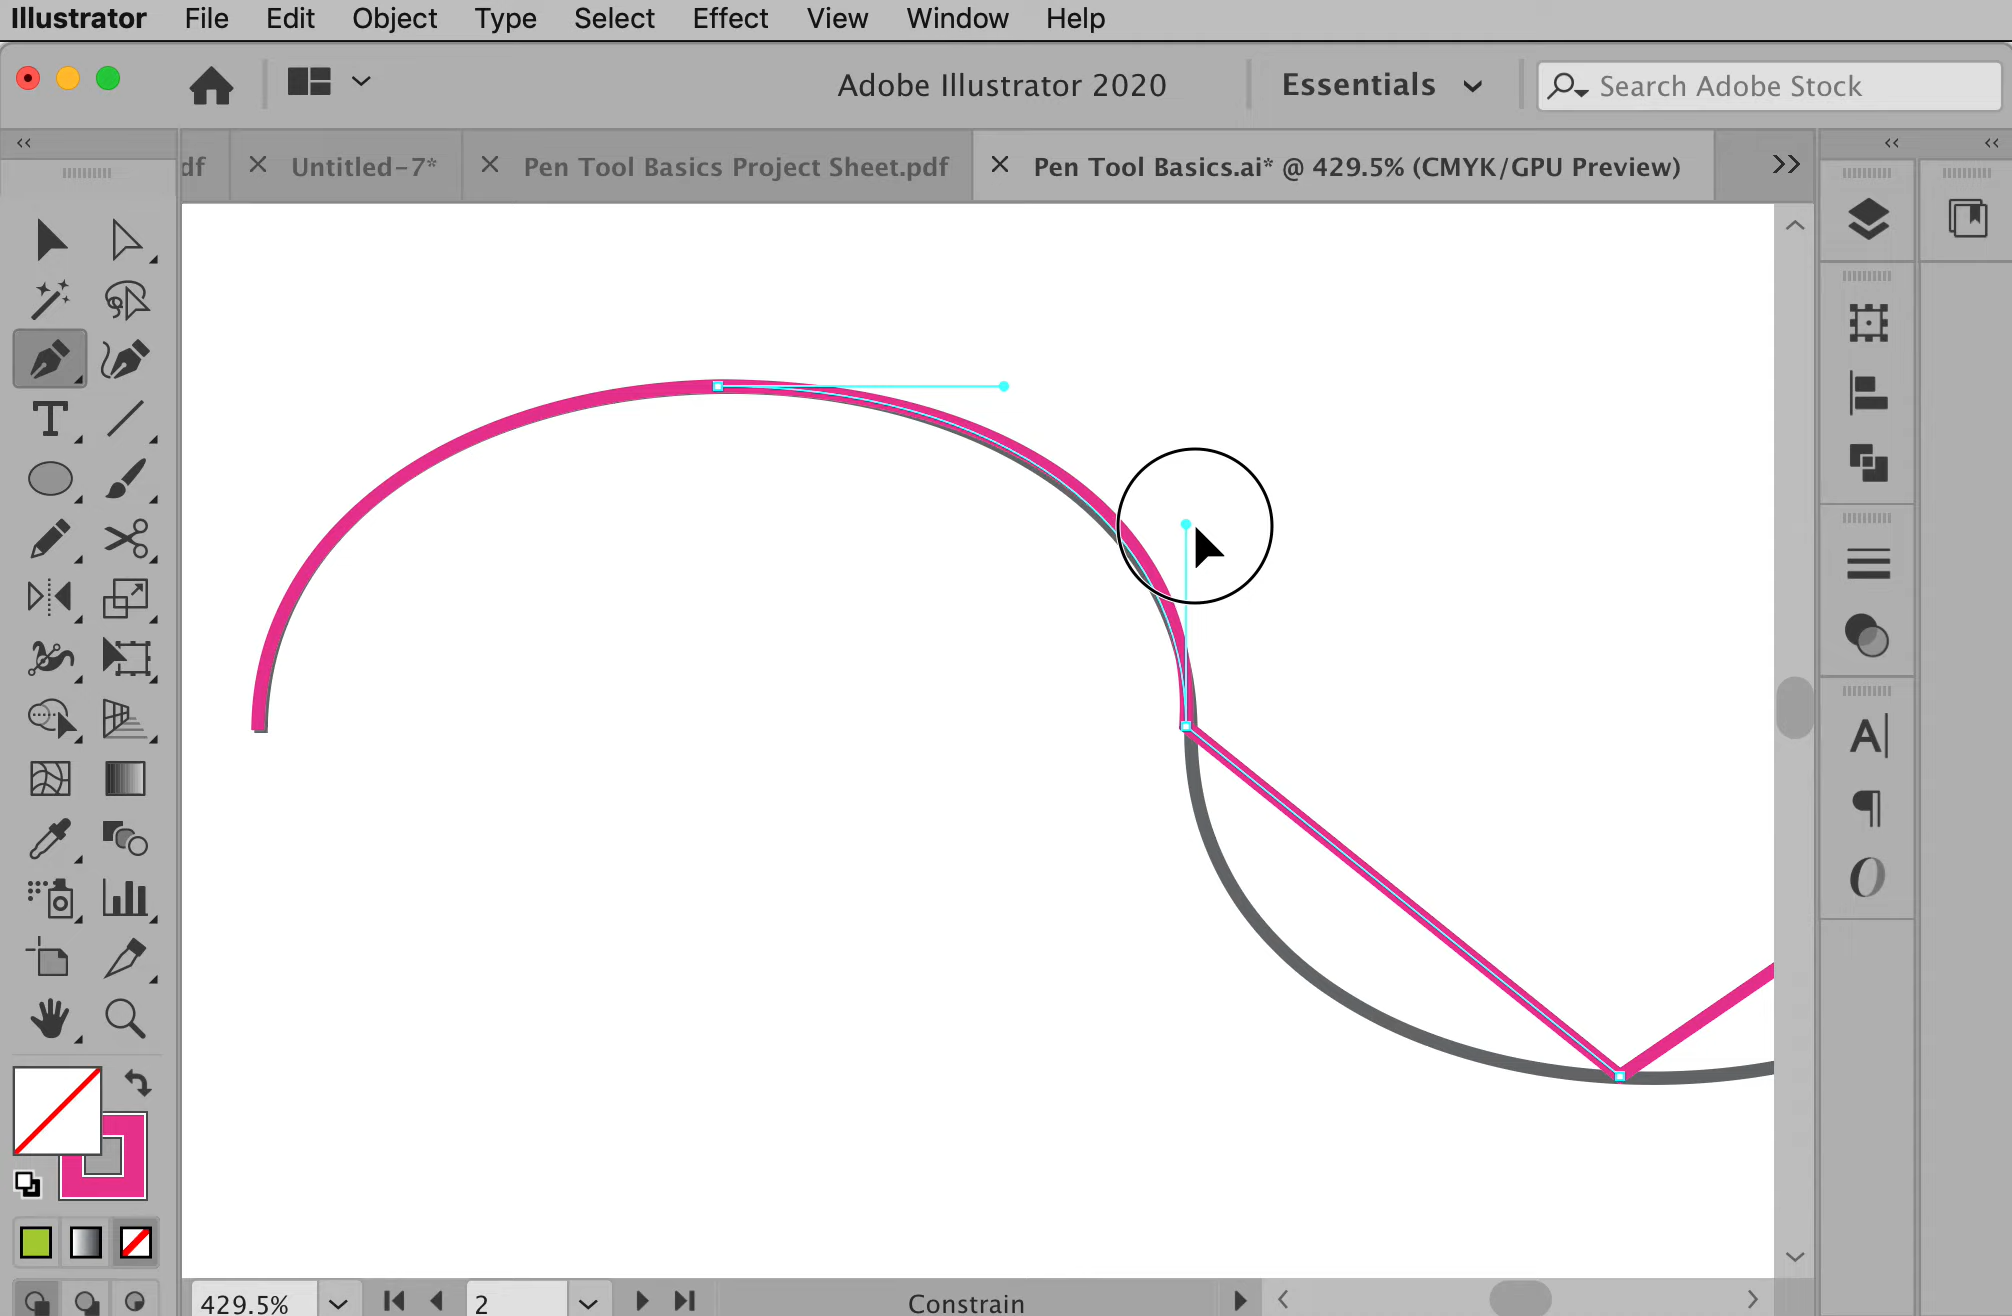 Illustrator File Edit Object Type Select Effect View Window Help
Adobe Illustrator 2020 Essentials Search Adobe Stock
df Untitled-7* Pen Tool Basics Project Sheet.pdf Pen Tool Basics.ai* @ 429.5% (CMYK/GPU Preview)
429.5% 2 Constrain